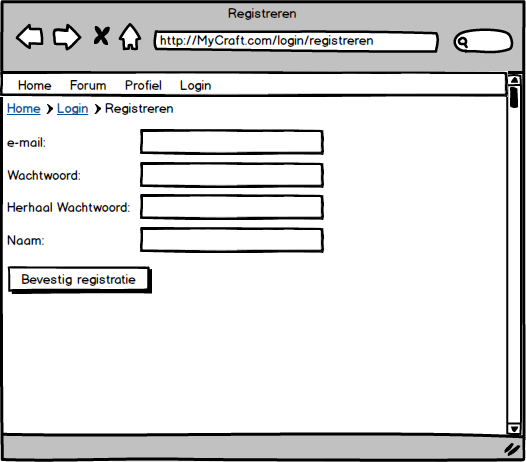 Registreren
http://MyCraft.com/login/registreren
Home Forum Profiel Login
Home > Login > Registreren
e-mail:
Wachtwoord:
Herhaal Wachtwoord:
Naam:
Bevestig registratie